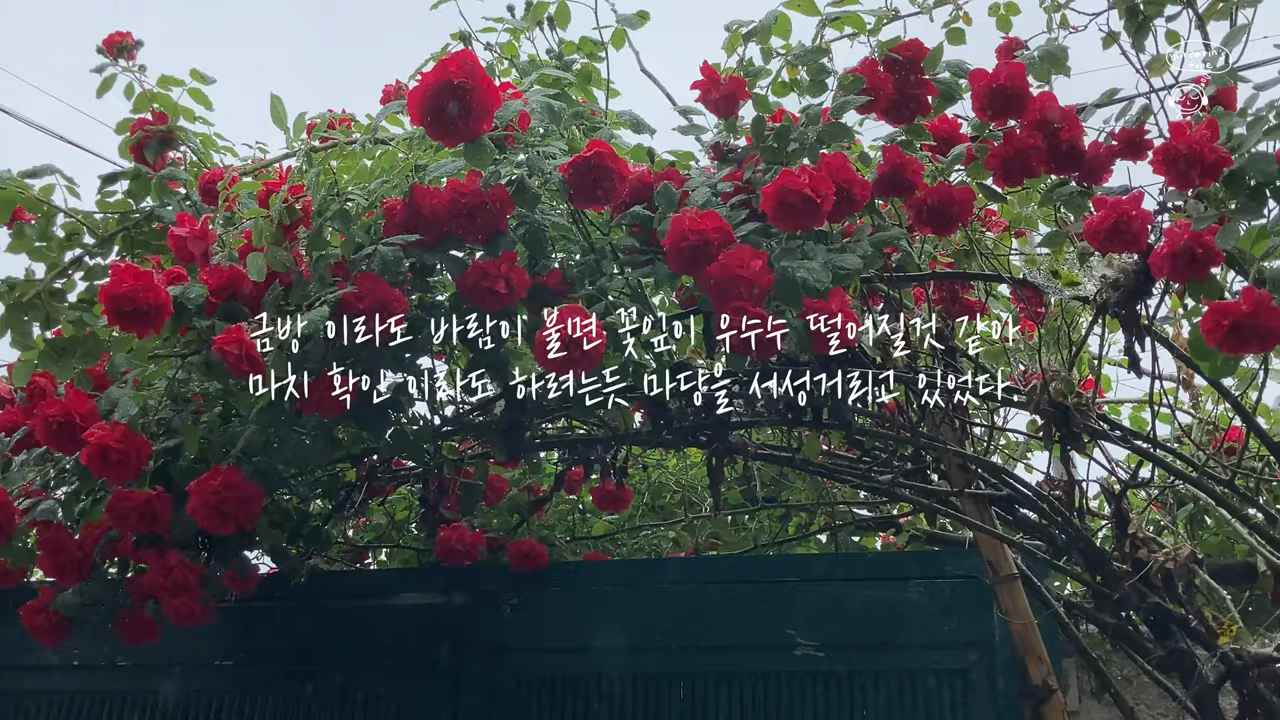 금방 이라도 바람이 불면 꽃잎이 우수수 떨어질것 같아
마치 확인 이라도 하려는듯 마당을 서성거리고 있었다.